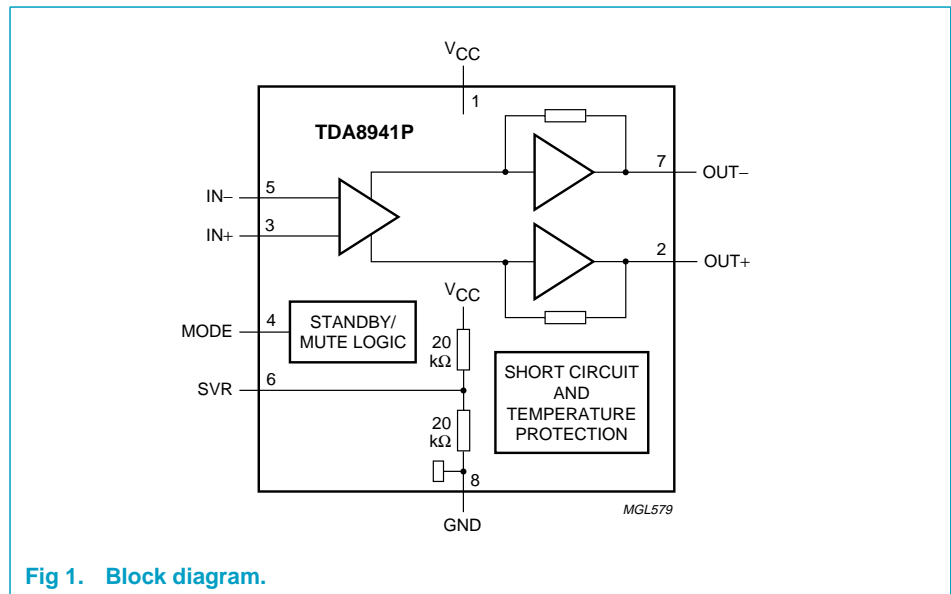 VCC
1
TDA8941P
7
OUT−
5
IN−
3
IN+
2
OUT+
VCC
4
MODE
STANDBY/
MUTE LOGIC
20
kΩ
6
SVR
SHORT CIRCUIT
AND
TEMPERATURE
PROTECTION
20
kΩ
8
MGL579
GND
Fig 1. Block diagram.